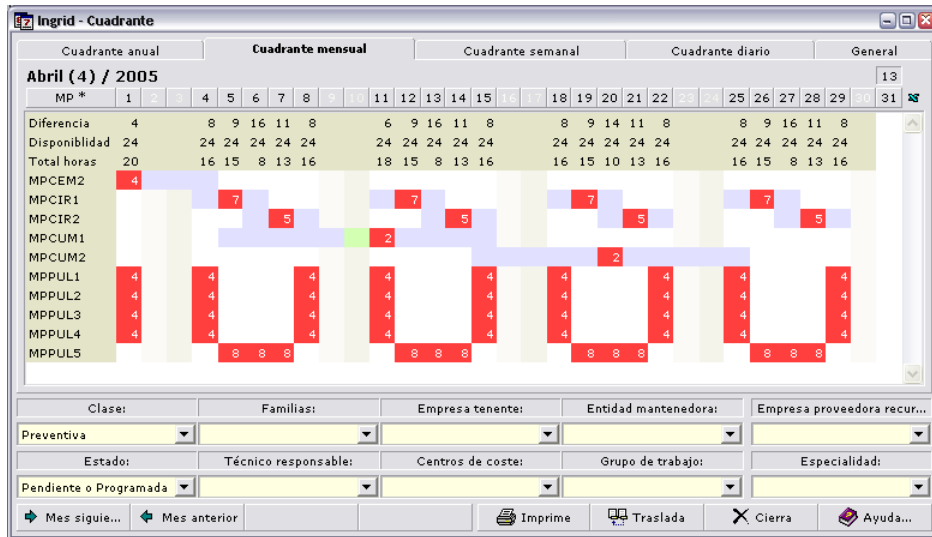 Ingrid - Cuadrante
Cuadrante anual Cuadrante mensual Cuadrante semanal Cuadrante diario General
Abril (4) / 2005 13
MP * 1 2 3 4 5 6 7 8 9 10 11 12 13 14 15 16 17 18 19 20 21 22 23 24 25 26 27 28 29 30 31
Diferencia 4 8 9 16 11 8 6 9 16 11 8 8 9 14 11 8 8 9 16 11 8
Disponiblidad 24 24 24 24 24 24 24 24 24 24 24 24 24 24 24 24 24 24 24 24 24
Total horas 20 16 15 8 13 16 18 15 8 13 16 16 15 10 13 16 16 15 8 13 16
MPCEM2 4
MPCIR1 7 7 7 7
MPCIR2 5 5 5 5
MPCUM1 2
MPCUM2 2
MPPUL1 4 4 4 4 4 4 4 4 4
MPPUL2 4 4 4 4 4 4 4 4 4
MPPUL3 4 4 4 4 4 4 4 4 4
MPPUL4 4 4 4 4 4 4 4 4 4
MPPUL5 8 8 8 8 8 8 8 8 8 8 8 8
Clase: Familias: Empresa tenente: Entidad mantenedora: Empresa proveedora recur...
Preventiva
Estado: Técnico responsable: Centros de coste: Grupo de trabajo: Especialidad:
Pendiente o Programada
Mes siguie... Mes anterior Imprime Traslada Cierra Ayuda...